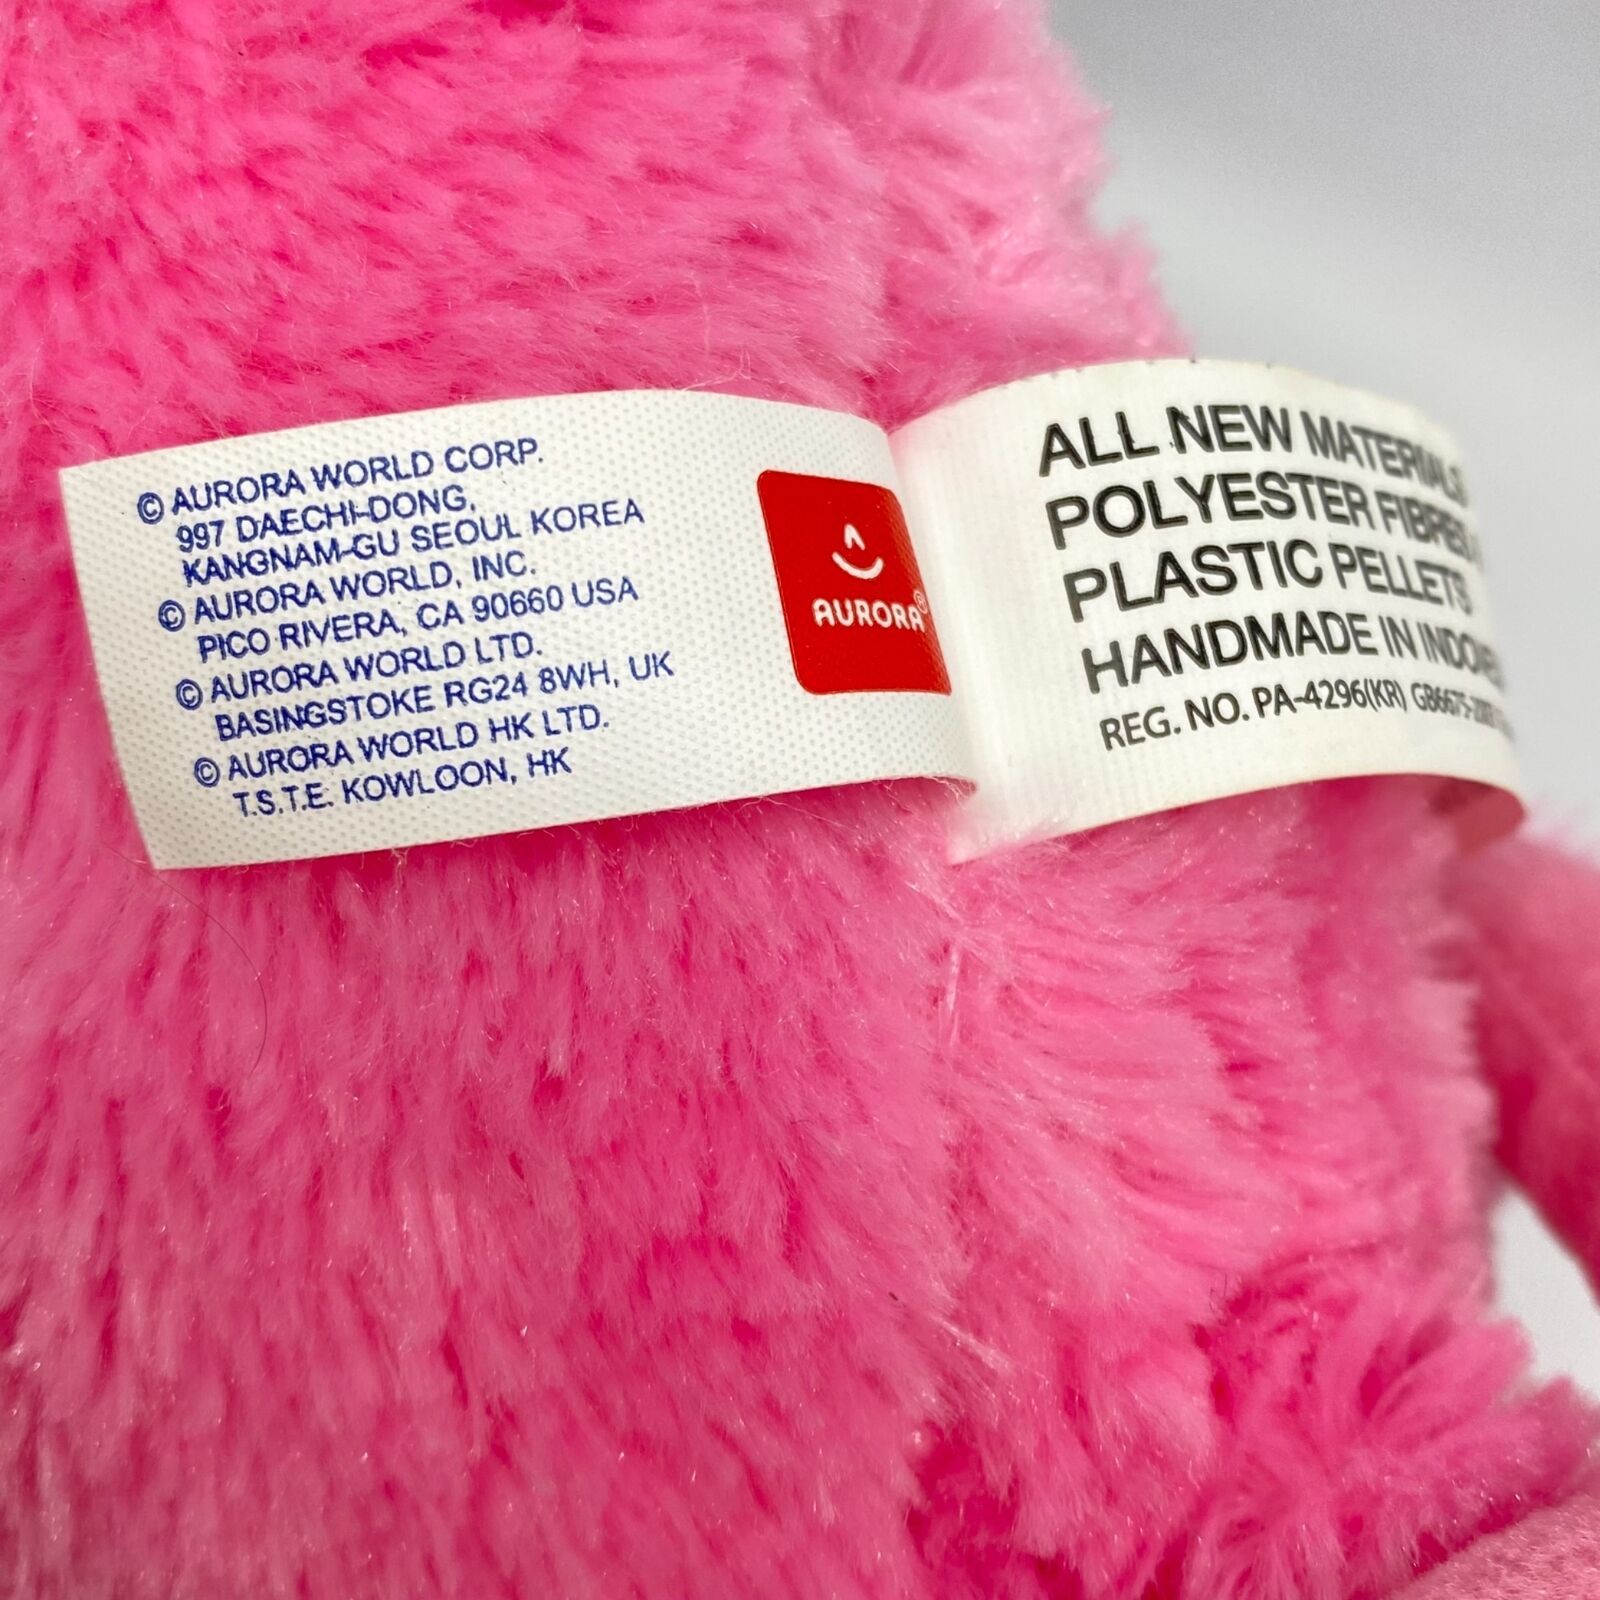 © AURORA WORLD CORP.
997 DAECHI-DONG,
KANGNAM-GU SEOUL KOREA
© AURORA WORLD, INC.
PICO RIVERA, CA 90660 USA
© AURORA WORLD LTD.
BASINGSTOKE RG24 8WH, UK
© AURORA WORLD HK LTD.
T.S.T.E. KOWLOON, HK
AURORA®
ALL NEW MATERIALS
POLYESTER FIBRES
PLASTIC PELLETS
HANDMADE IN
REG. NO. PA-4296(KR)